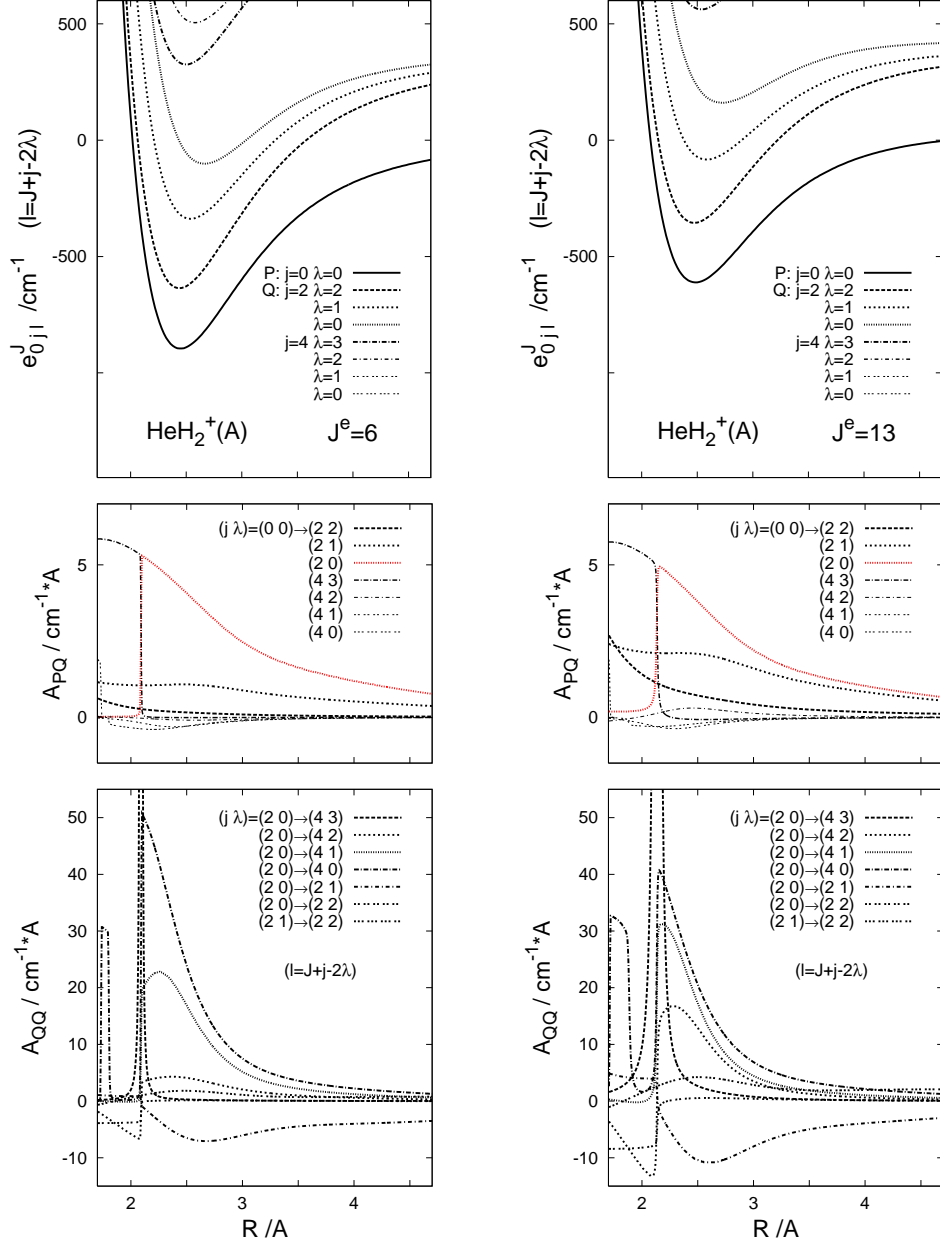 500
0
-500
e^J_{0 j l} /cm^-1 (l=J+j-2λ)
P: j=0 λ=0
Q: j=2 λ=2
λ=1
λ=0
j=4 λ=3
λ=2
λ=1
λ=0
HeH2+(A) J^e=6
500
0
-500
e^J_{0 j l} /cm^-1 (l=J+j-2λ)
P: j=0 λ=0
Q: j=2 λ=2
λ=1
λ=0
j=4 λ=3
λ=2
λ=1
λ=0
HeH2+(A) J^e=13
5
0
A_PQ / cm^-1*A
(j λ)=(0 0)→(2 2)
(2 1)
(2 0)
(4 3)
(4 2)
(4 1)
(4 0)
5
0
A_PQ / cm^-1*A
(j λ)=(0 0)→(2 2)
(2 1)
(2 0)
(4 3)
(4 2)
(4 1)
(4 0)
50
40
30
20
10
0
-10
A_QQ / cm^-1*A
(j λ)=(2 0)→(4 3)
(2 0)→(4 2)
(2 0)→(4 1)
(2 0)→(4 0)
(2 0)→(2 1)
(2 0)→(2 2)
(2 1)→(2 2)
(l=J+j-2λ)
2 3 4
R /A
50
40
30
20
10
0
-10
A_QQ / cm^-1*A
(j λ)=(2 0)→(4 3)
(2 0)→(4 2)
(2 0)→(4 1)
(2 0)→(4 0)
(2 0)→(2 1)
(2 0)→(2 2)
(2 1)→(2 2)
(l=J+j-2λ)
2 3 4
R /A